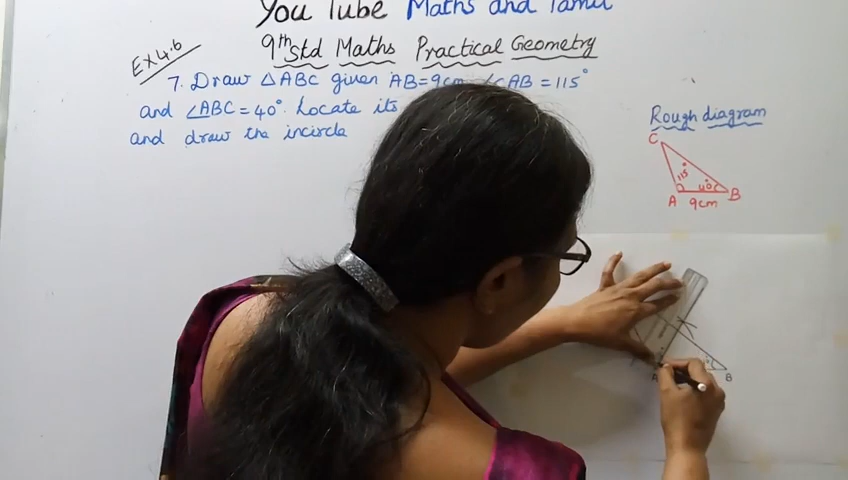 You Tube Maths and Tamil
EX 4.6
9th Std Maths Practical Geometry
7. Draw △ABC given AB=9cm, ∠CAB = 115°
and ∠ABC = 40°. Locate its
and draw the incircle
Rough diagram
C
115°
40°
A
B
9cm
A
B